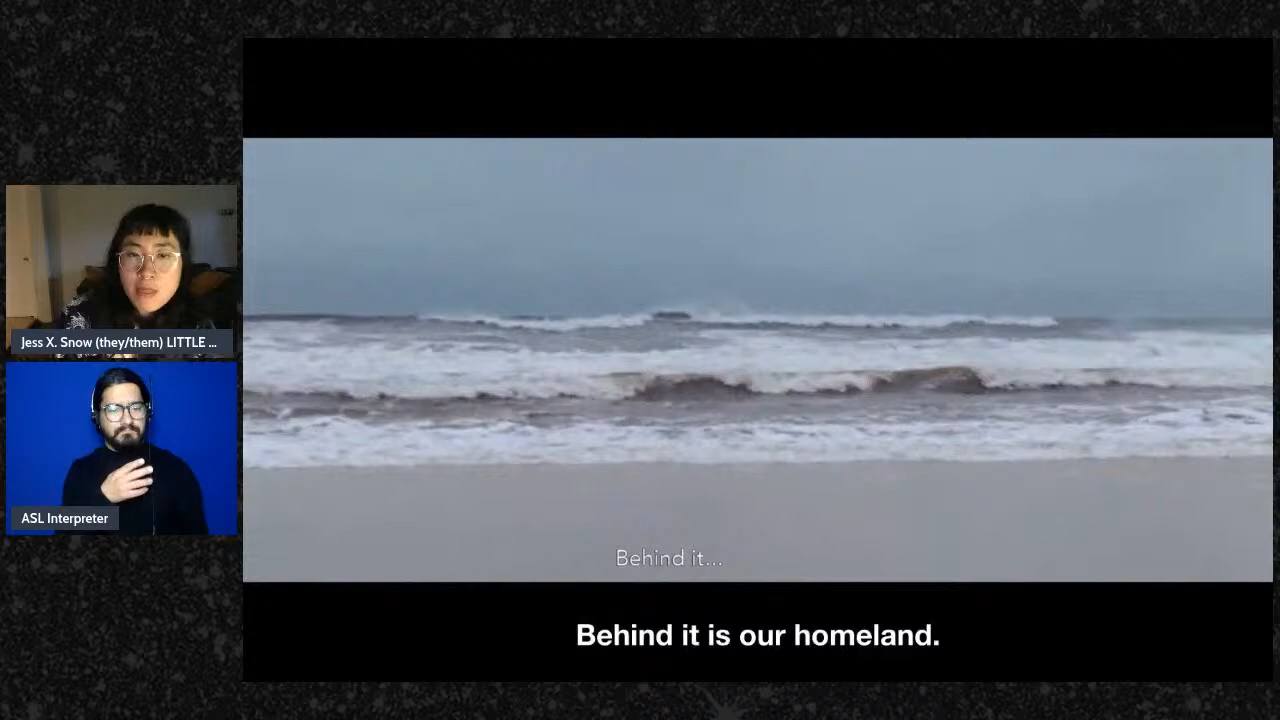 Jess X. Snow (they/them) LITTLE ...
ASL Interpreter
Behind it...
Behind it is our homeland.